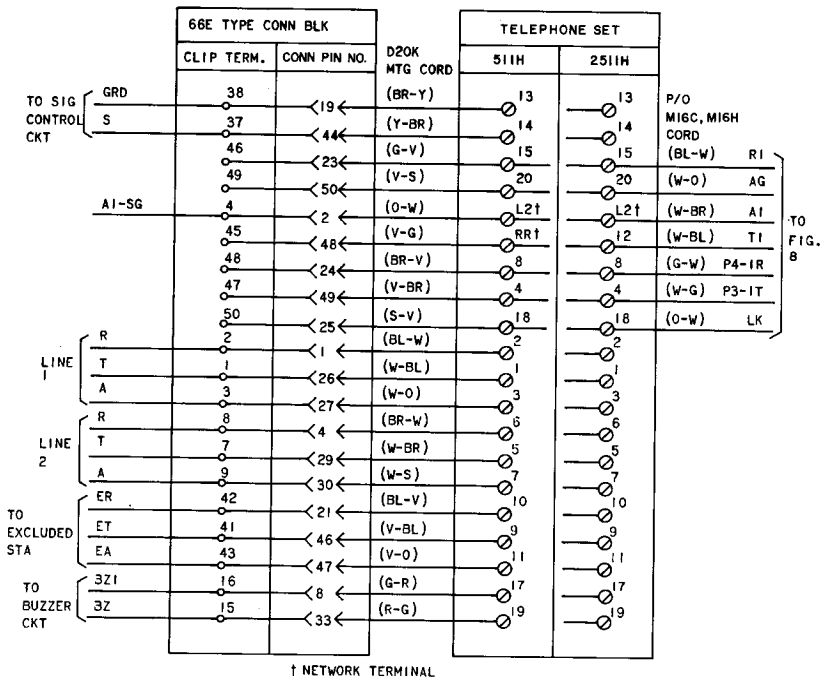 66E TYPE CONN BLK
TELEPHONE SET
CLIP TERM. CONN PIN NO. D20K MTG CORD 511H 2511H
P/O M16C, M16H CORD
TO SIG CONTROL CKT
GRD 38 19 (BR-Y) 13 13
S 37 44 (Y-BR) 14 14
46 23 (G-V) 15 15 (BL-W) R1
49 50 (V-S) 20 20 (W-O) AG
A1-SG 4 2 (O-W) L2† L2† (W-BR) A1
45 48 (V-G) RR† 12 (W-BL) T1
48 24 (BR-V) 8 8 (G-W) P4-1R
47 49 (V-BR) 4 4 (W-G) P3-1T
50 25 (S-V) 18 18 (O-W) LK
TO FIG. 8
LINE 1
R 2 1 (BL-W) 2 2
T 1 26 (W-BL) 1 1
A 3 27 (W-O) 3 3
LINE 2
R 8 4 (BR-W) 6 6
T 7 29 (W-BR) 5 5
A 9 30 (W-S) 7 7
TO EXCLUDED STA
ER 42 21 (BL-V) 10 10
ET 41 46 (V-BL) 9 9
EA 43 47 (V-O) 11 11
TO BUZZER CKT
3Z1 16 8 (G-R) 17 17
3Z 15 33 (R-G) 19 19
† NETWORK TERMINAL